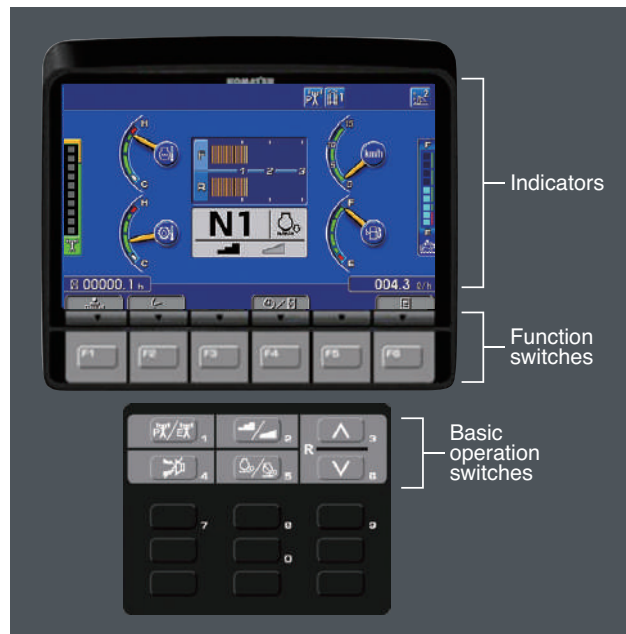 KOMATSU
H
H
C
C
km/h
F
E
F
R
1 2 3
N1
T
00000.1 h
004.3 ℓ/h
F1 F2 F3 F4 F5 F6
P / E 1 2 3
R
4 5 6
7 8 9
0
Indicators
Function
switches
Basic
operation
switches